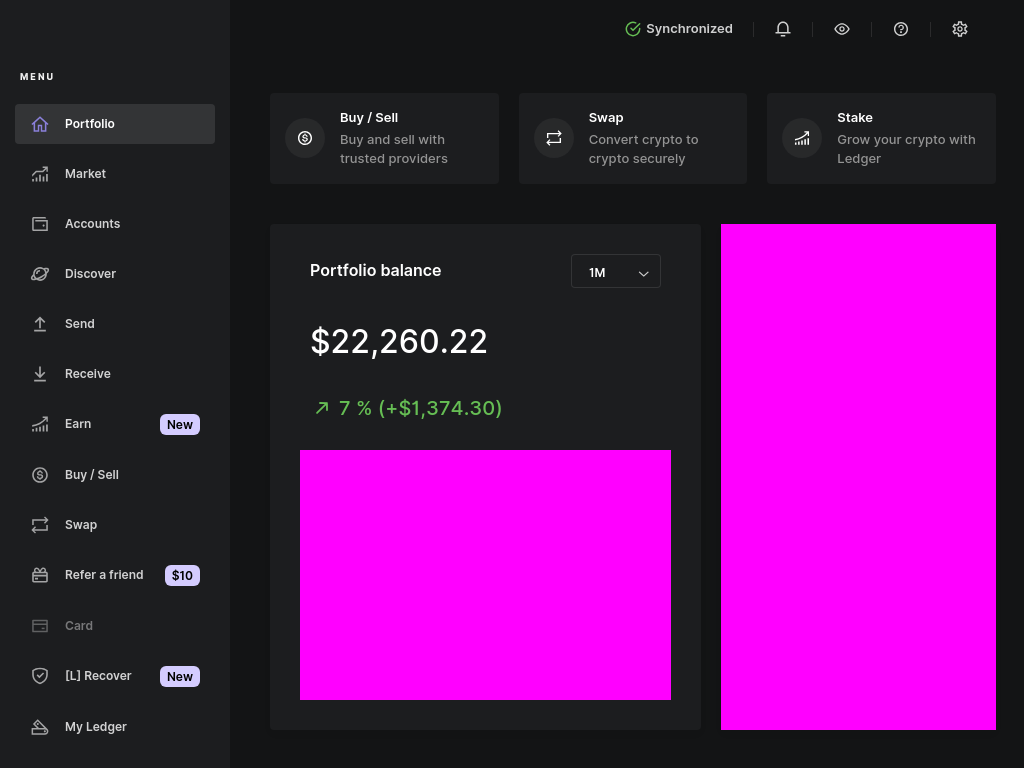 Synchronized
MENU
Portfolio
Market
Accounts
Discover
Send
Receive
Earn New
Buy / Sell
Swap
Refer a friend $10
Card
[L] Recover New
My Ledger
Buy / Sell
Buy and sell with
trusted providers
Swap
Convert crypto to
crypto securely
Stake
Grow your crypto with
Ledger
Portfolio balance
1M
$22,260.22
7 % (+$1,374.30)